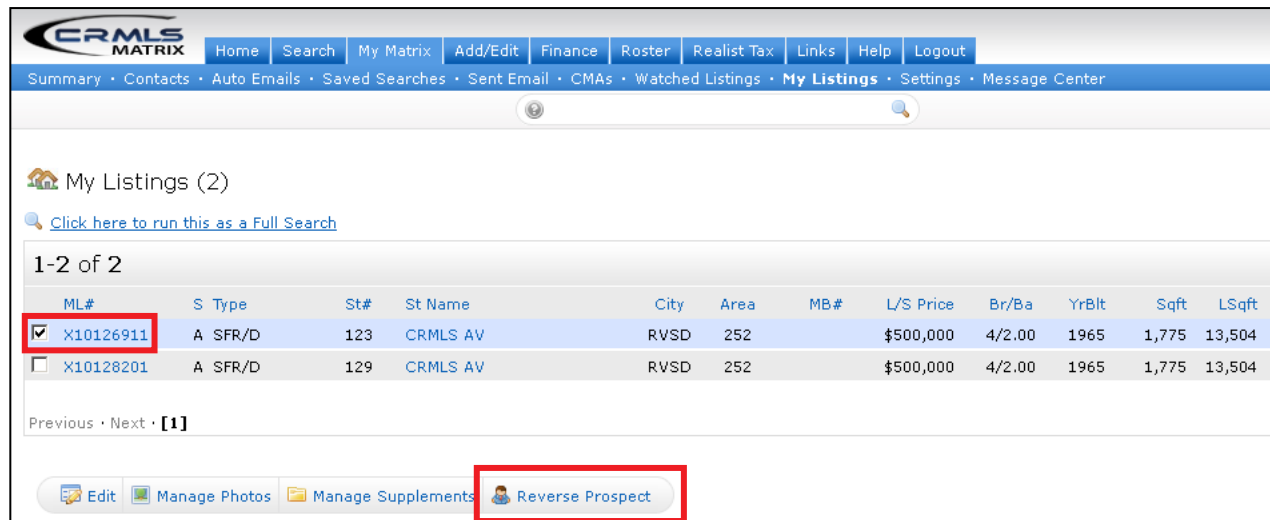 CRMLS
MATRIX
Home Search My Matrix Add/Edit Finance Roster Realist Tax Links Help Logout
Summary · Contacts · Auto Emails · Saved Searches · Sent Email · CMAs · Watched Listings · My Listings · Settings · Message Center
?
My Listings (2)
Click here to run this as a Full Search
1-2 of 2
ML# S Type St# St Name City Area MB# L/S Price Br/Ba YrBlt Sqft LSqft
X10126911 A SFR/D 123 CRMLS AV RVSD 252 $500,000 4/2.00 1965 1,775 13,504
X10128201 A SFR/D 129 CRMLS AV RVSD 252 $500,000 4/2.00 1965 1,775 13,504
Previous · Next · [1]
Edit Manage Photos Manage Supplements Reverse Prospect